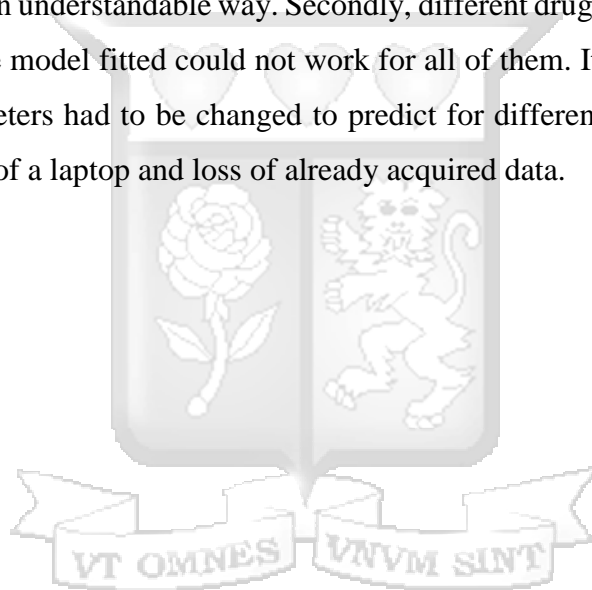 n understandable way. Secondly, different drug
model fitted could not work for all of them. I
eters had to be changed to predict for differen
of a laptop and loss of already acquired data.
VT OMNES VNVM SINT